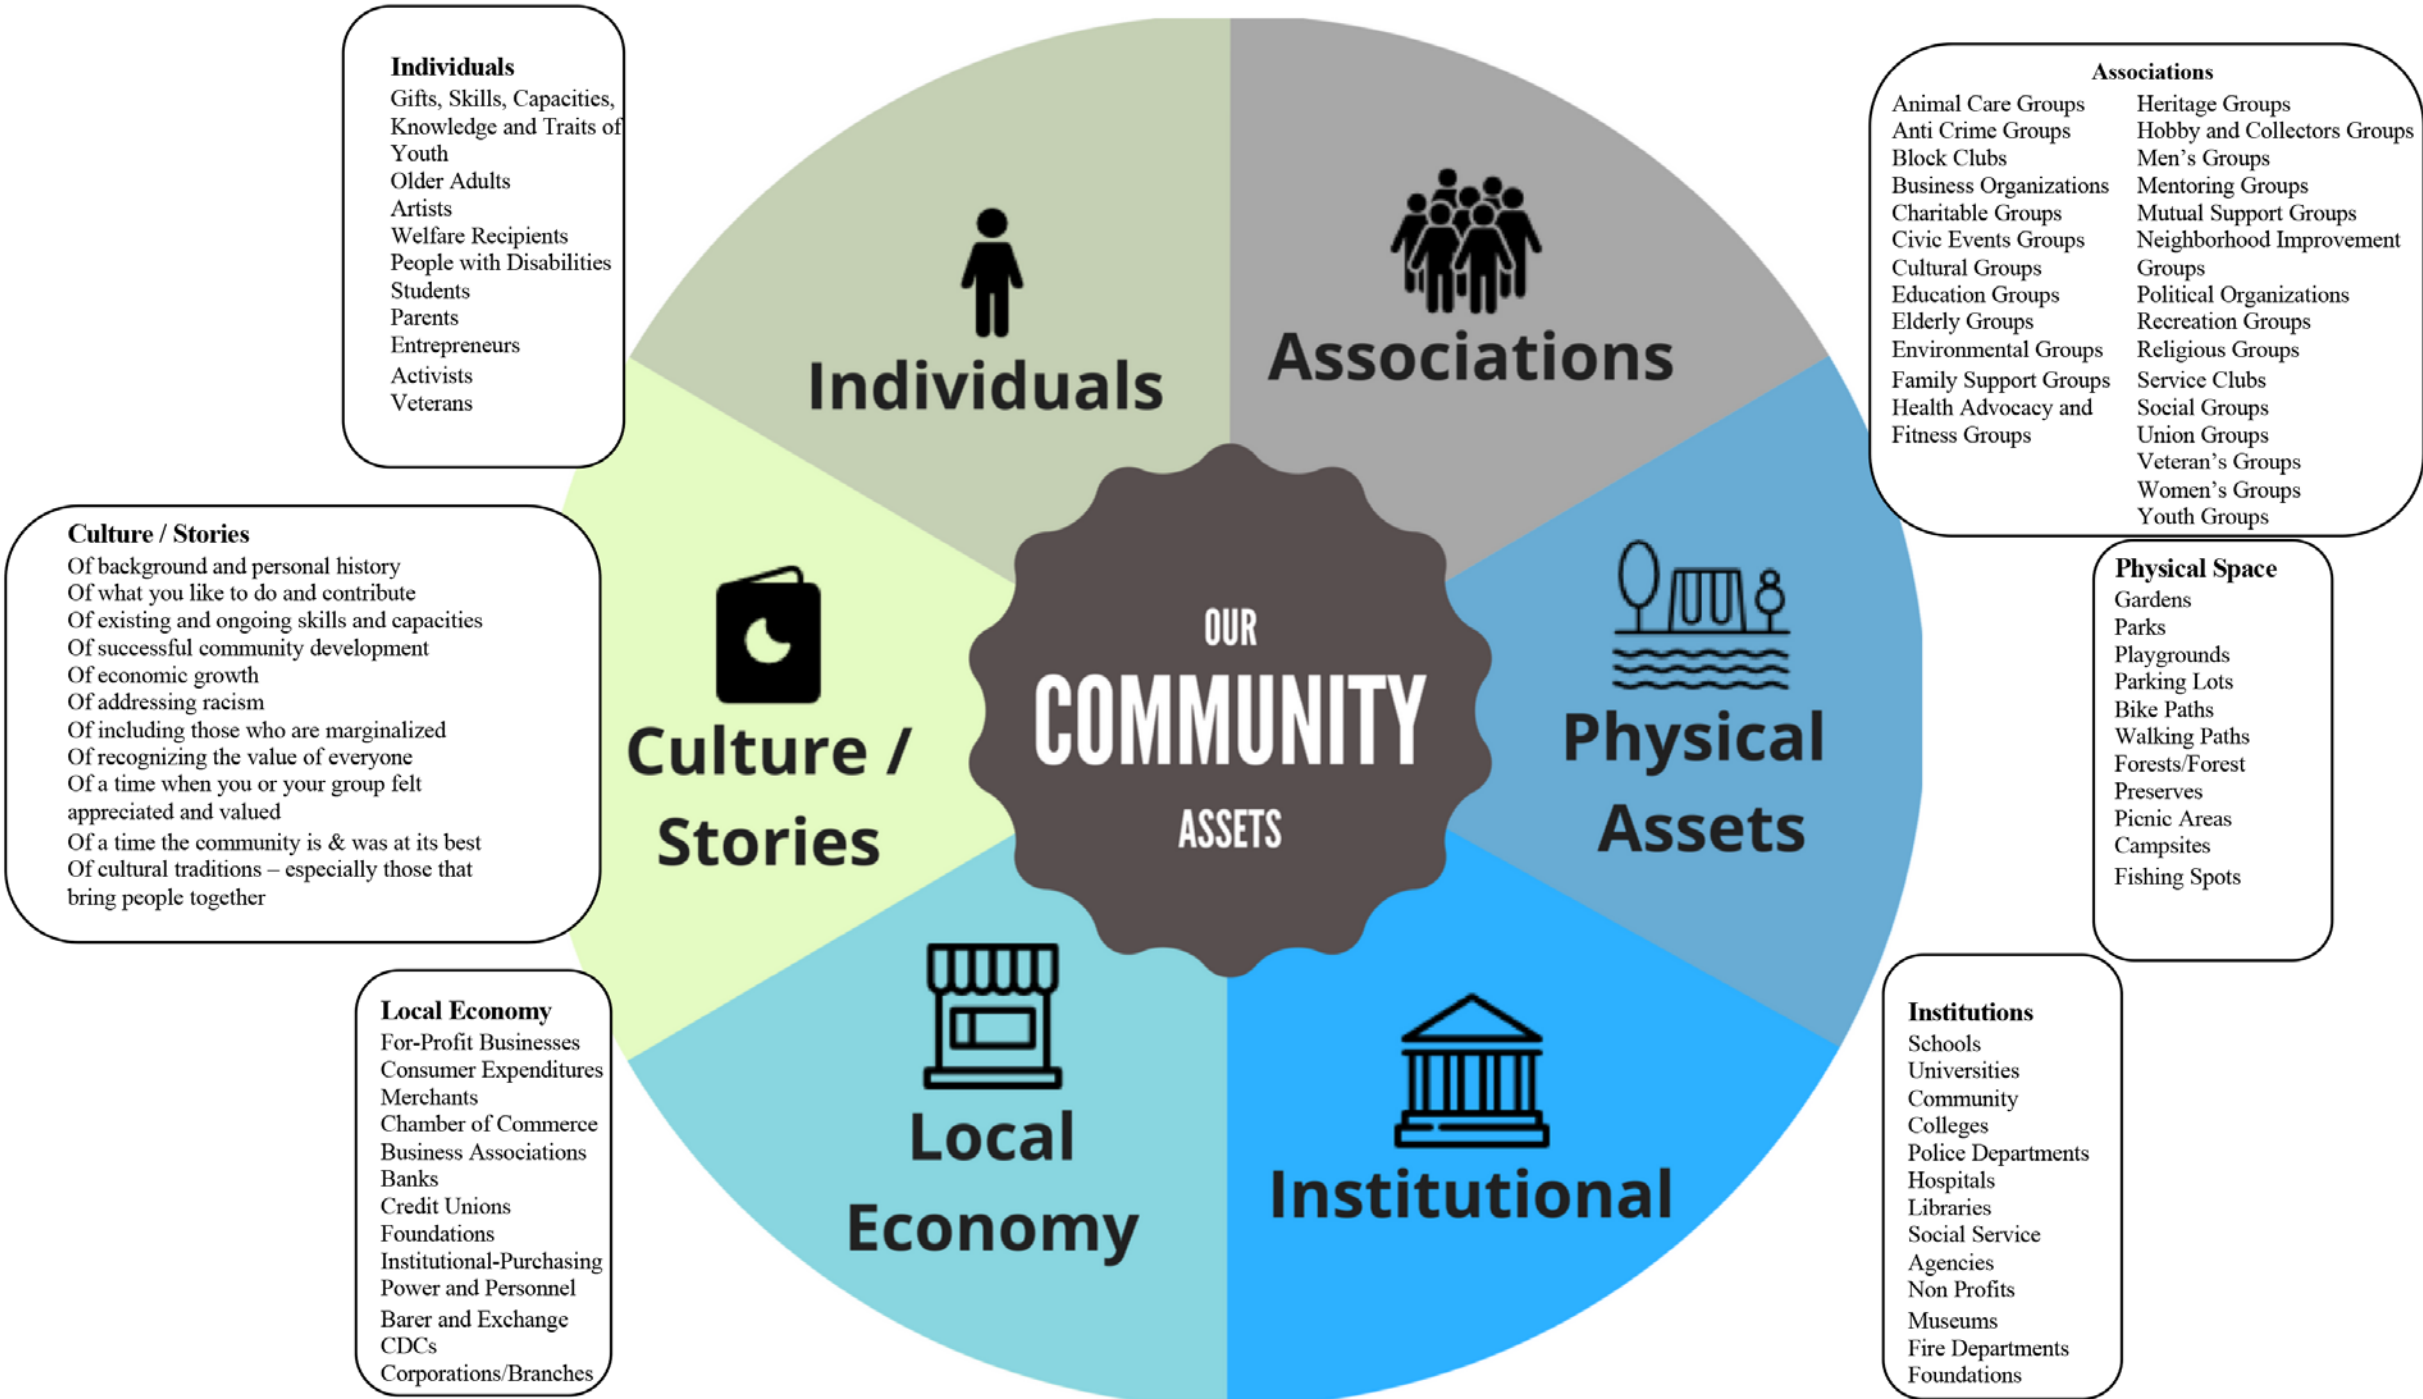 Individuals
Gifts, Skills, Capacities,
Knowledge and Traits of
Youth
Older Adults
Artists
Welfare Recipients
People with Disabilities
Students
Parents
Entrepreneurs
Activists
Veterans
Associations
Animal Care Groups
Anti Crime Groups
Block Clubs
Business Organizations
Charitable Groups
Civic Events Groups
Cultural Groups
Education Groups
Elderly Groups
Environmental Groups
Family Support Groups
Health Advocacy and
Fitness Groups
Heritage Groups
Hobby and Collectors Groups
Men’s Groups
Mentoring Groups
Mutual Support Groups
Neighborhood Improvement
Groups
Political Organizations
Recreation Groups
Religious Groups
Service Clubs
Social Groups
Union Groups
Veteran’s Groups
Women’s Groups
Youth Groups
Individuals
Associations
Culture / Stories
Of background and personal history
Of what you like to do and contribute
Of existing and ongoing skills and capacities
Of successful community development
Of economic growth
Of addressing racism
Of including those who are marginalized
Of recognizing the value of everyone
Of a time when you or your group felt
appreciated and valued
Of a time the community is & was at its best
Of cultural traditions – especially those that
bring people together
Culture /
Stories
OUR
COMMUNITY
ASSETS
Physical
Assets
Physical Space
Gardens
Parks
Playgrounds
Parking Lots
Bike Paths
Walking Paths
Forests/Forest
Preserves
Picnic Areas
Campsites
Fishing Spots
Local Economy
For-Profit Businesses
Consumer Expenditures
Merchants
Chamber of Commerce
Business Associations
Banks
Credit Unions
Foundations
Institutional-Purchasing
Power and Personnel
Barer and Exchange
CDCs
Corporations/Branches
Local
Economy
Institutional
Institutions
Schools
Universities
Community
Colleges
Police Departments
Hospitals
Libraries
Social Service
Agencies
Non Profits
Museums
Fire Departments
Foundations